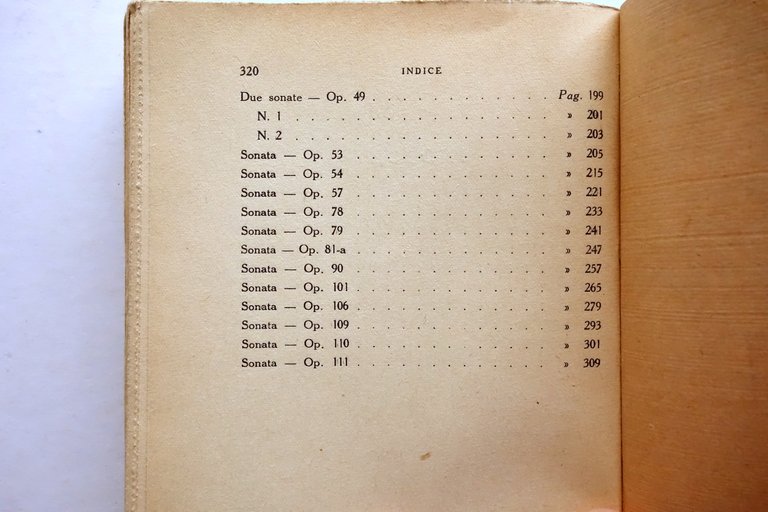 320 INDICE
Due sonate — Op. 49 . . . . . . . . . . . . Pag. 199
N. 1 . . . . . . . . . . . . . . . . » 201
N. 2 . . . . . . . . . . . . . . . . » 203
Sonata — Op. 53 . . . . . . . . . . . . . » 205
Sonata — Op. 54 . . . . . . . . . . . . . » 215
Sonata — Op. 57 . . . . . . . . . . . . . » 221
Sonata — Op. 78 . . . . . . . . . . . . . » 233
Sonata — Op. 79 . . . . . . . . . . . . . » 241
Sonata — Op. 81-a . . . . . . . . . . . . . » 247
Sonata — Op. 90 . . . . . . . . . . . . . » 257
Sonata — Op. 101 . . . . . . . . . . . . . » 265
Sonata — Op. 106 . . . . . . . . . . . . . » 279
Sonata — Op. 109 . . . . . . . . . . . . . » 293
Sonata — Op. 110 . . . . . . . . . . . . . » 301
Sonata — Op. 111 . . . . . . . . . . . . . » 309